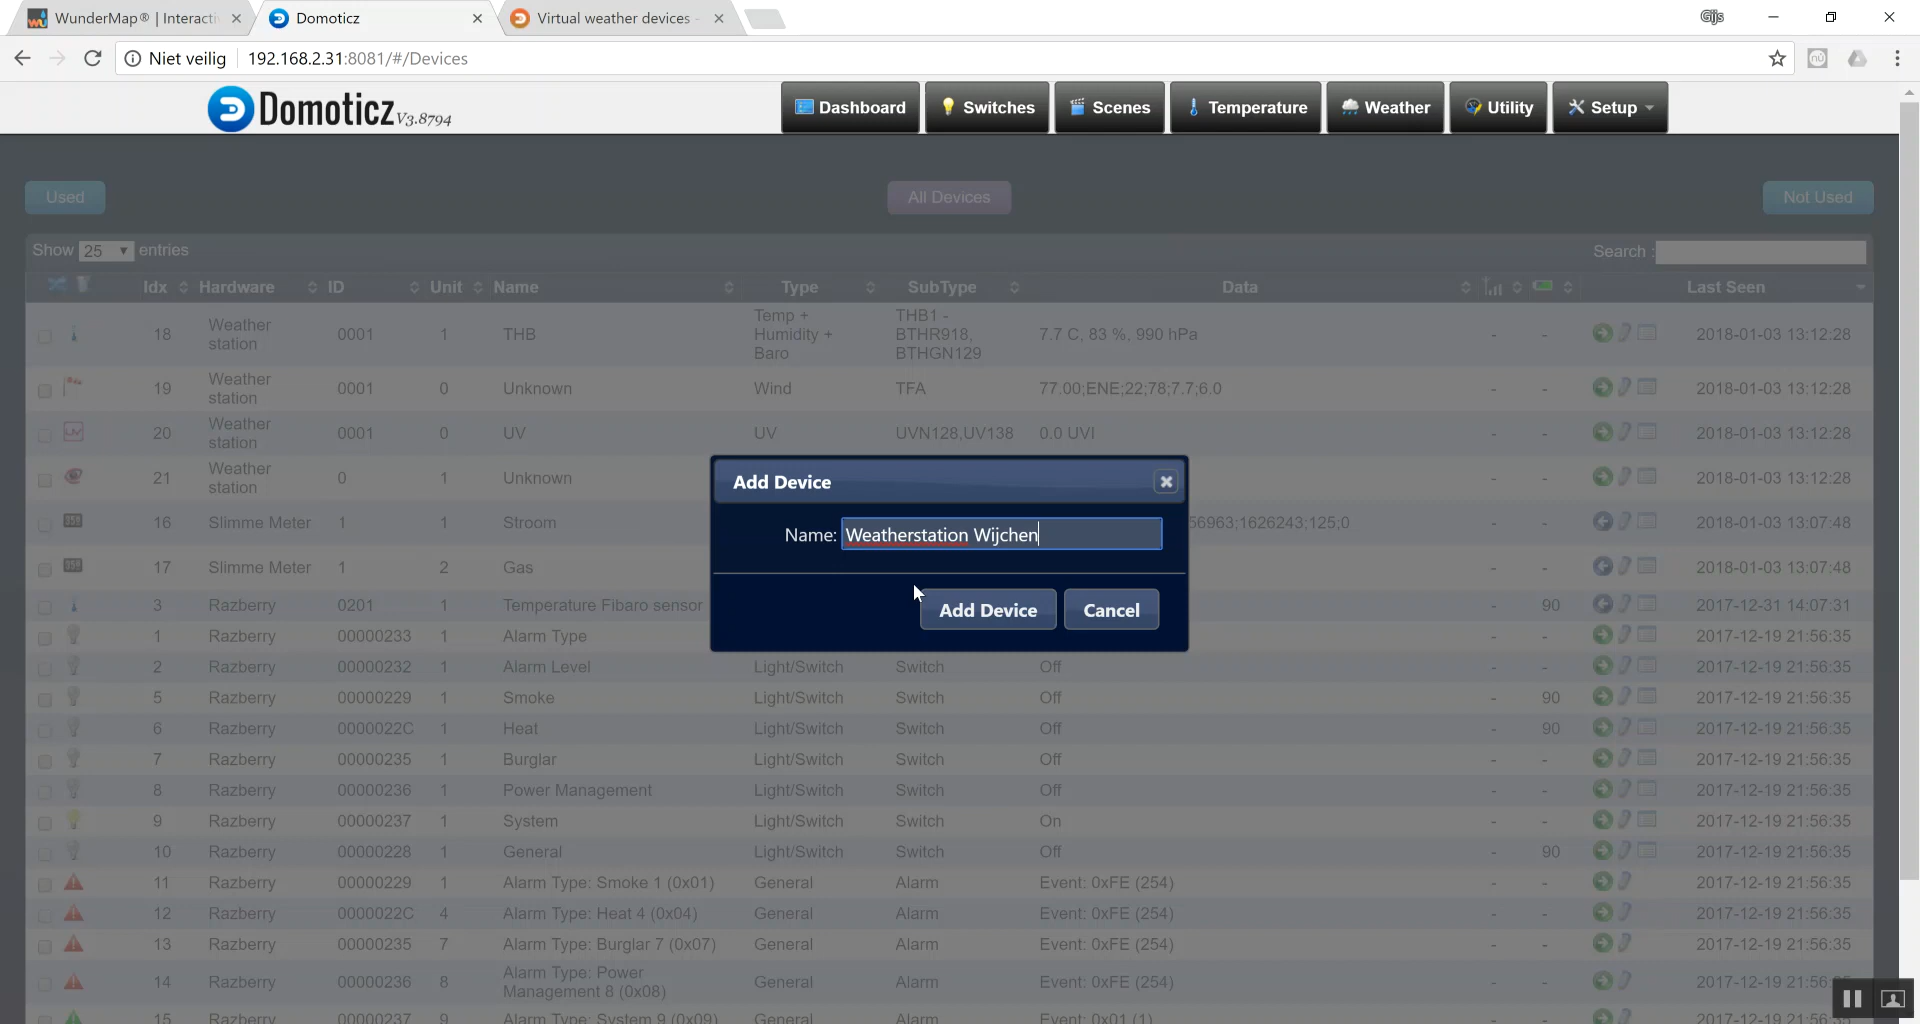 WunderMap® | Interacti
Domoticz
Virtual weather devices -
Gijs
Niet veilig
192.168.2.31:8081/#/Devices
Domoticz V3.8794
Dashboard
Switches
Scenes
Temperature
Weather
Utility
Setup
Used
All Devices
Not Used
Show 25 entries
Search :
Idx Hardware ID Unit Name Type SubType Data Last Seen
18 Weather station 0001 1 THB Temp + Humidity + Baro THB1 - BTHR918, BTHGN129 7.7 C, 83 %, 990 hPa - - 2018-01-03 13:12:28
19 Weather station 0001 0 Unknown Wind TFA 77.00;ENE;22;78;7.7;6.0 - - 2018-01-03 13:12:28
20 Weather station 0001 0 UV UV UVN128,UV138 0.0 UVI - - 2018-01-03 13:12:28
21 Weather station 0 1 Unknown - - 2018-01-03 13:12:28
16 Slimme Meter 1 1 Stroom 56963;1626243;125;0 - - 2018-01-03 13:07:48
17 Slimme Meter 1 2 Gas - - 2018-01-03 13:07:48
3 Razberry 0201 1 Temperature Fibaro sensor - 90 2017-12-31 14:07:31
1 Razberry 00000233 1 Alarm Type - - 2017-12-19 21:56:35
2 Razberry 00000232 1 Alarm Level Light/Switch Switch Off - - 2017-12-19 21:56:35
5 Razberry 00000229 1 Smoke Light/Switch Switch Off - 90 2017-12-19 21:56:35
6 Razberry 0000022C 1 Heat Light/Switch Switch Off - 90 2017-12-19 21:56:35
7 Razberry 00000235 1 Burglar Light/Switch Switch Off - - 2017-12-19 21:56:35
8 Razberry 00000236 1 Power Management Light/Switch Switch Off - - 2017-12-19 21:56:35
9 Razberry 00000237 1 System Light/Switch Switch On - - 2017-12-19 21:56:35
10 Razberry 00000228 1 General Light/Switch Switch Off - 90 2017-12-19 21:56:35
11 Razberry 00000229 1 Alarm Type: Smoke 1 (0x01) General Alarm Event: 0xFE (254) - - 2017-12-19 21:56:35
12 Razberry 0000022C 4 Alarm Type: Heat 4 (0x04) General Alarm Event: 0xFE (254) - - 2017-12-19 21:56:35
13 Razberry 00000235 7 Alarm Type: Burglar 7 (0x07) General Alarm Event: 0xFE (254) - - 2017-12-19 21:56:35
14 Razberry 00000236 8 Alarm Type: Power Management 8 (0x08) General Alarm Event: 0xFE (254) - - 2017-12-19 21:56:
15 Razberry 00000237 9 Alarm Type: System 9 (0x09) General Alarm Event: 0x01 (1) - - 2017-12-19 21:56:35
Add Device
Name: Weatherstation Wijchen
Add Device
Cancel